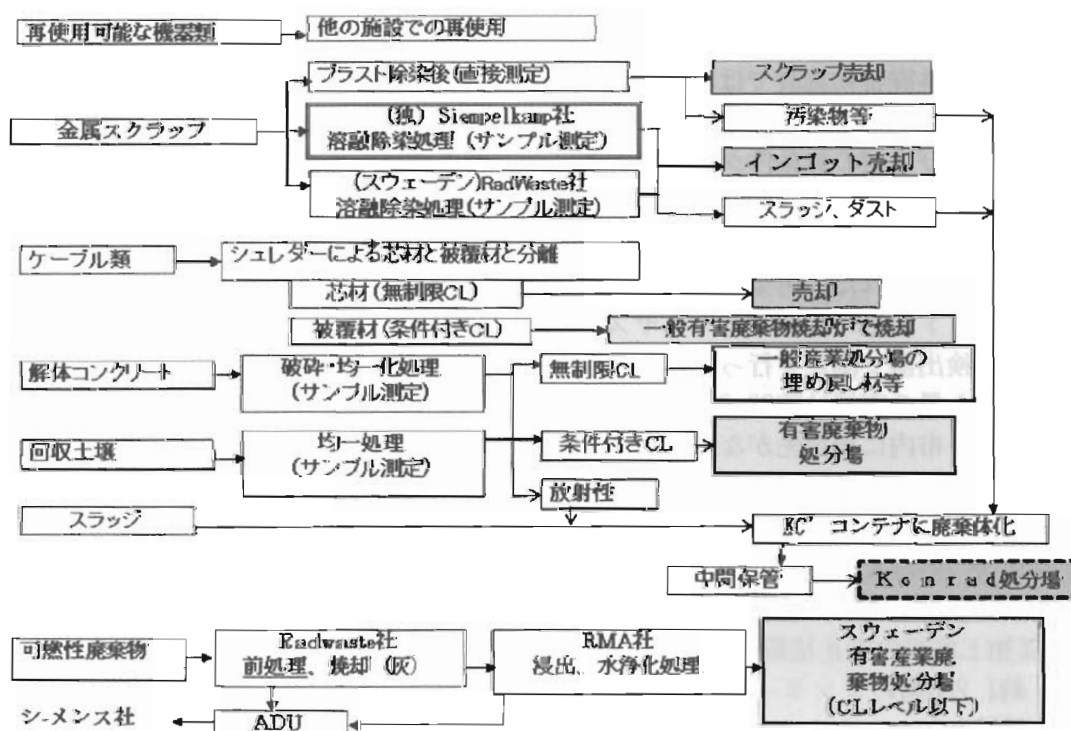 再使用可能な機器類
他の施設での再使用
ブラスト除染後(直接測定)
スクラップ売却
金属スクラップ
(独) Siempelkamp社
溶融除染処理 (サンプル測定)
汚染物等
インゴット売却
(スウェーデン)RadWaste社
溶融除染処理(サンプル測定)
スラッジ、ダスト
ケーブル類
シュレダーによる芯材と被覆材と分離
芯材(無制限CL)
売却
被覆材(条件付きCL)
一般有害廃棄物焼却炉で焼却
解体コンクリート
破砕・均一化処理
(サンプル測定)
無制限CL
一般産業処分場の
埋め戻し材等
回収土壌
均一処理
(サンプル測定)
条件付きCL
有害廃棄物
処分場
放射性
スラッジ
コンテナに廃棄体化
中間保管
Konrad処分場
可燃性廃棄物
Radwaste社
前処理、焼却 (灰)
RMA社
浸出、水浄化処理
スウェーデン
有害産業廃
棄物処分場
(CLレベル以下)
シーメンス社
ADU